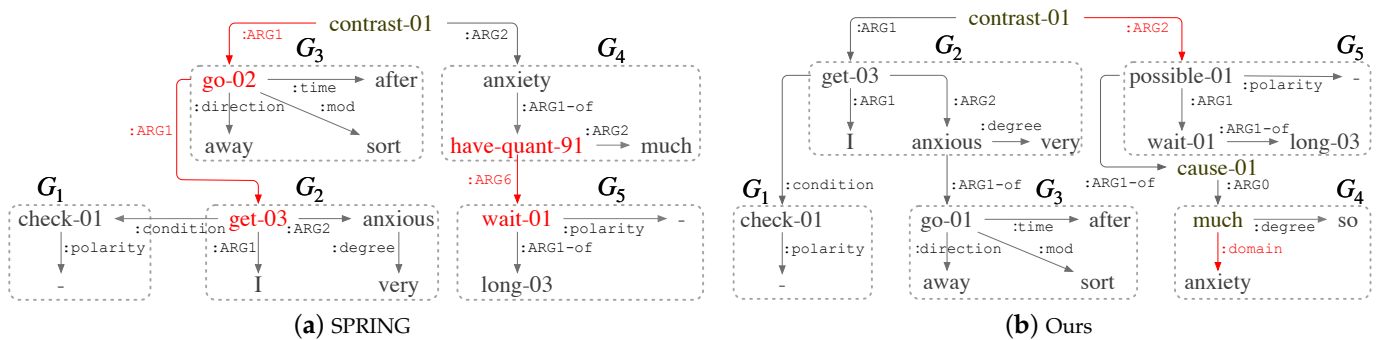 contrast-01
:ARG1 :ARG2
G3 G4
go-02 :time after
anxiety
:direction :mod :ARG1-of
:ARG1
away sort
have-quant-91 :ARG2 much
:ARG6
G1 G2 G5
check-01 :condition get-03 :ARG2 anxious
wait-01 :polarity -
:polarity :ARG1 :degree :ARG1-of
- I very long-03
(a) SPRING
contrast-01
:ARG1 :ARG2
G2 G5
get-03 possible-01 :polarity -
:ARG1 :ARG2 :ARG1
I anxious :degree very
wait-01 :ARG1-of long-03
cause-01
:condition :ARG1-of :ARG1-of :ARG0
G1 G3 G4
check-01 go-01 :time after
much :degree so
:polarity :direction :mod :domain
- away sort anxiety
(b) Ours